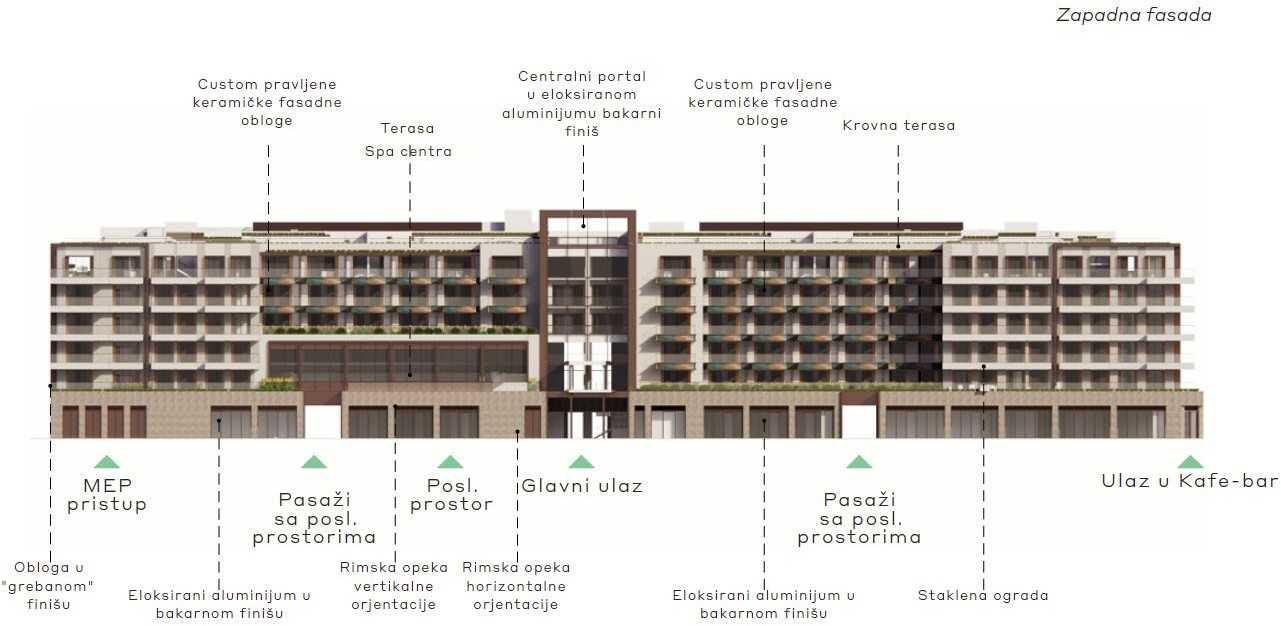 Zapadna fasada
Custom pravljene
keramičke fasadne
obloge
Terasa
Spa centra
Centralni portal
u eloksiranom
aluminijumu bakarni
finiš
Custom pravljene
keramičke fasadne
obloge
Krovna terasa
MEP
pristup
Pasaži
sa posl.
prostorima
Posl.
prostor
Glavni ulaz
Pasaži
sa posl.
prostorima
Ulaz u Kafe-bar
Obloga u
"grebanom"
finišu
Eloksirani aluminijum u
bakarnom finišu
Rimska opeka
vertikalne
orjentacije
Rimska opeka
horizontalne
orjentacije
Eloksirani aluminijum u
bakarnom finišu
Staklena ograda